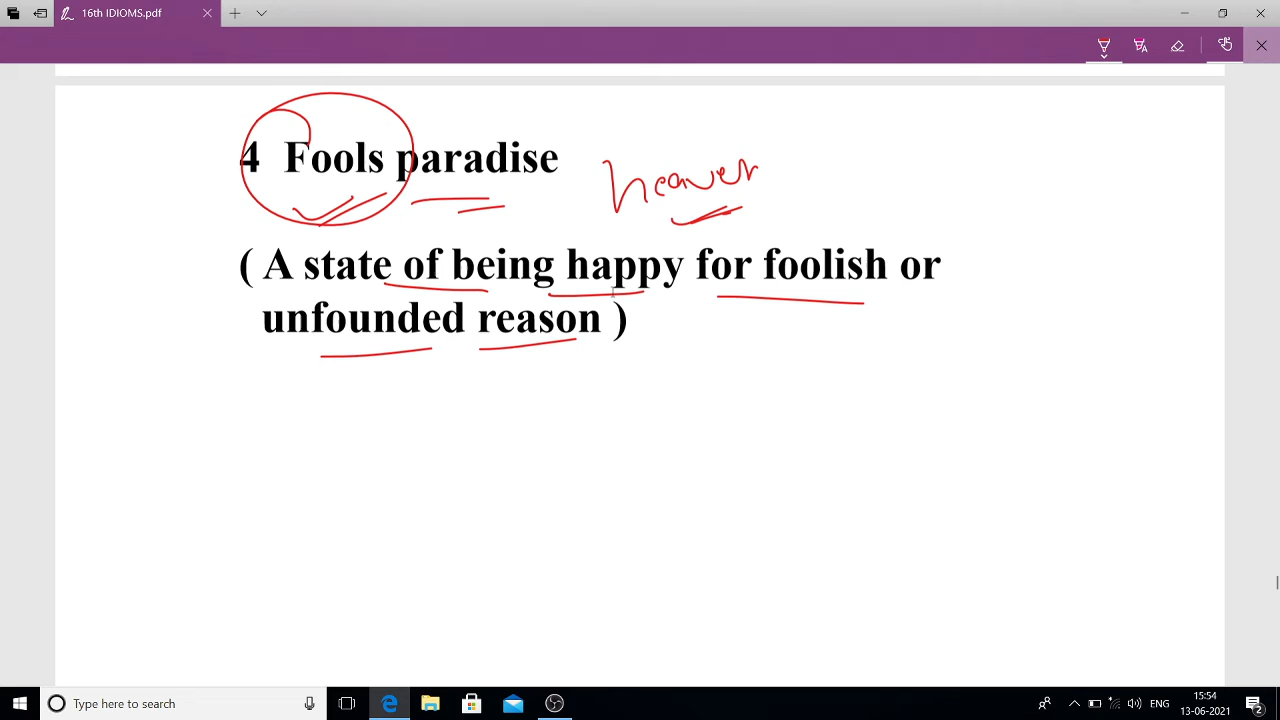 16th IDIOMS.pdf
4 Fools paradise
heaven
( A state of being happy for foolish or
unfounded reason )
Type here to search
ENG
15:54
13-06-2021
2